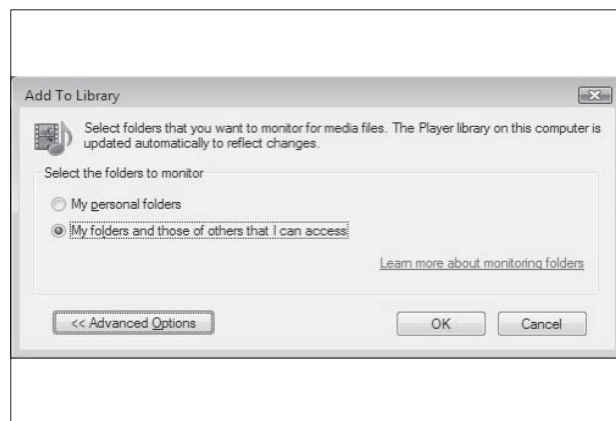 Add To Library
Select folders that you want to monitor for media files. The Player library on this computer is
updated automatically to reflect changes.
Select the folders to monitor
My personal folders
My folders and those of others that I can access
Learn more about monitoring folders
<< Advanced Options
OK
Cancel